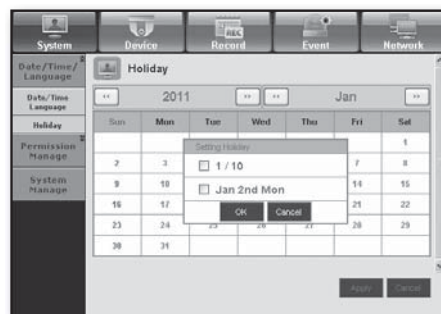 System Device Record Event Network
REC
Date/Time/
Language
Holiday
Date/Time
Language
Holiday
Permission
Manage
System
Manage
2011 Jan
Sun Mon Tue Wed Thu Fri Sat
1
2 3 7 8
9 10 14 15
16 17 21 22
23 24 25 26 27 28 29
30 31
Setting Holiday
1 / 10
Jan 2nd Mon
OK Cancel
Apply Cancel